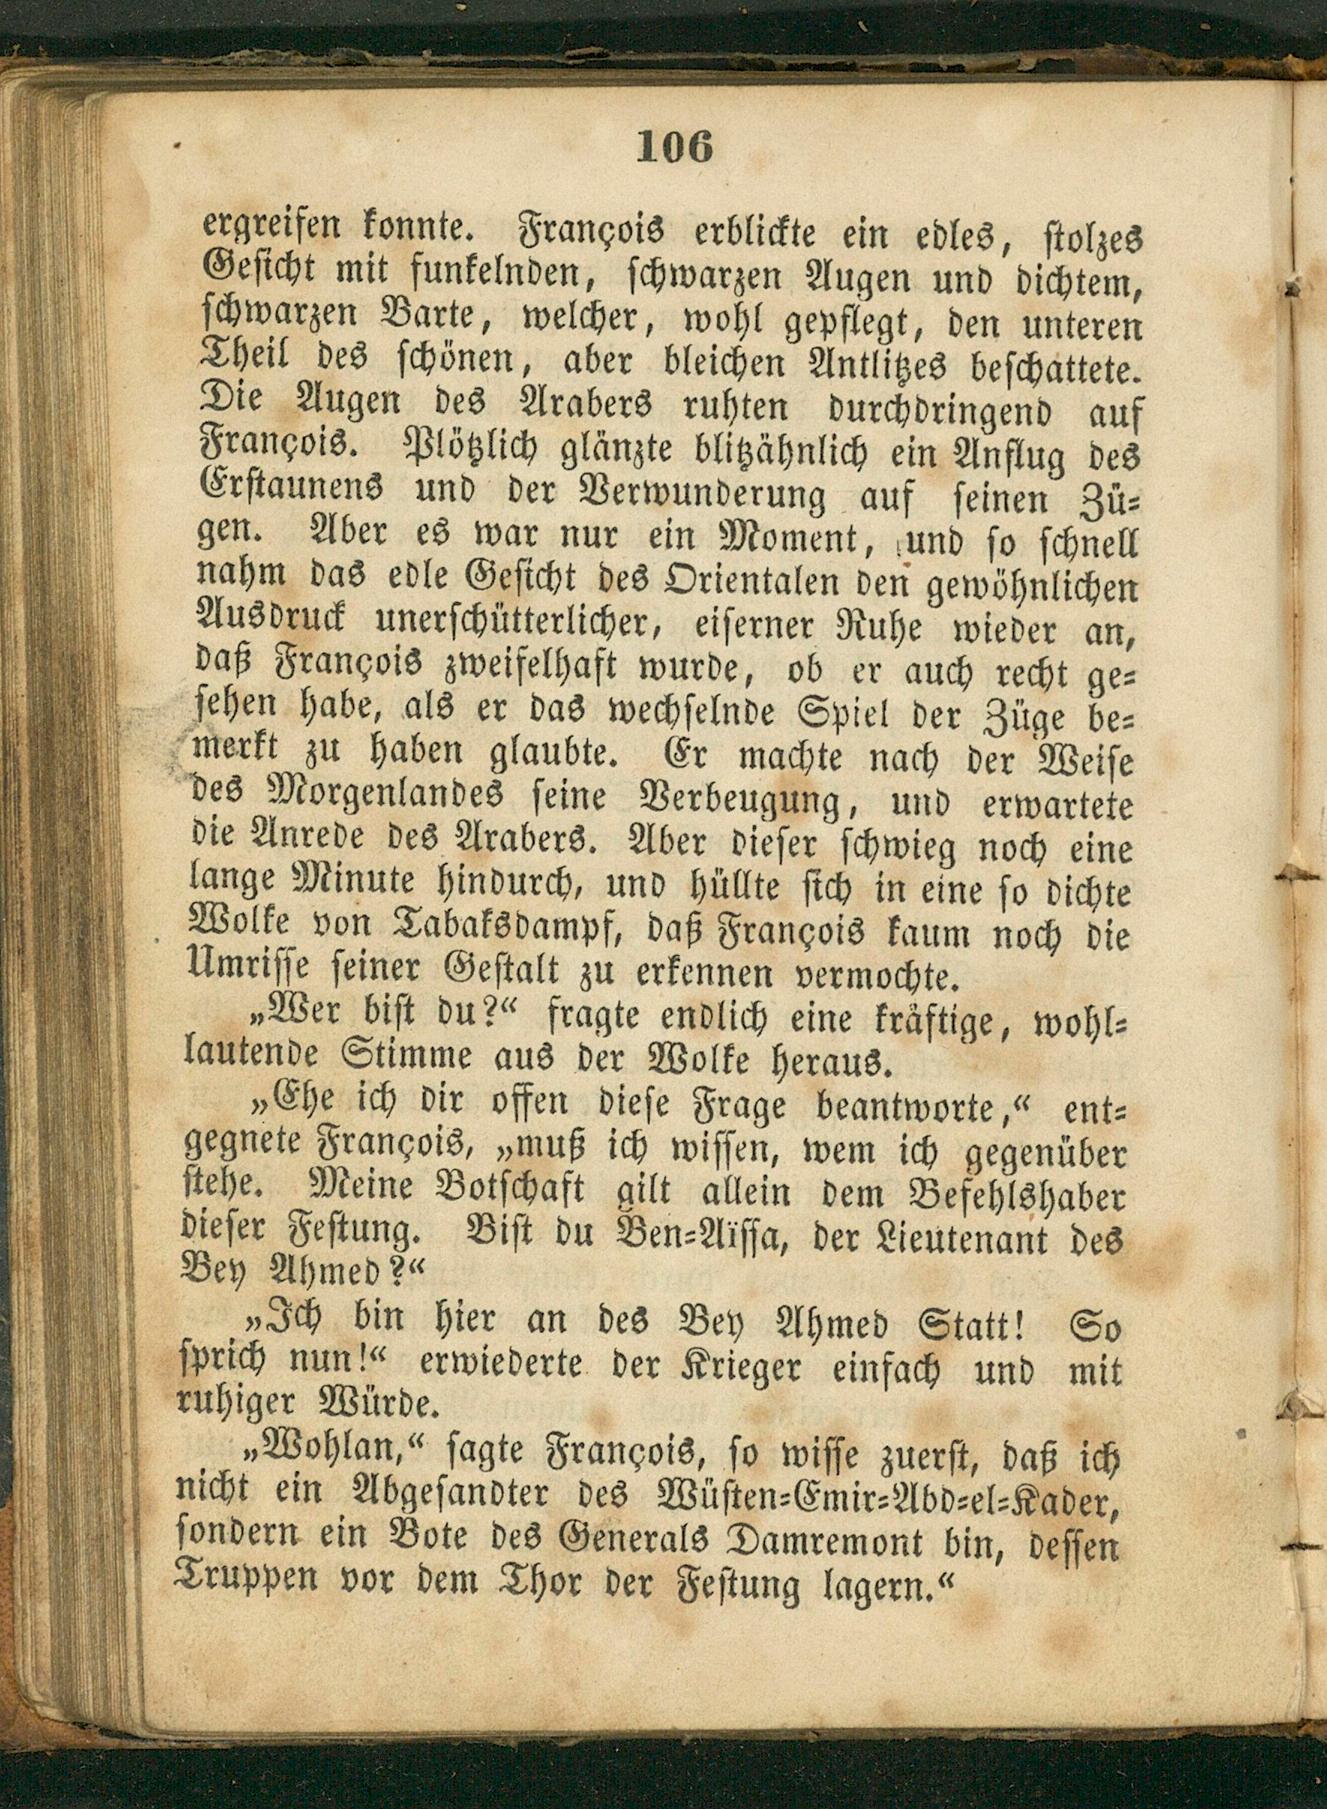 106
ergreifen konnte. François erblickte ein edles, stolzes
Gesicht mit funkelnden, schwarzen Augen und dichtem,
schwarzen Barte, welcher, wohl gepflegt, den unteren
Theil des schönen, aber bleichen Antlitzes beschattete.
Die Augen des Arabers ruhten durchdringend auf
François. Plötzlich glänzte blitzähnlich ein Anflug des
Erstaunens und der Verwunderung auf seinen Zü-
gen. Aber es war nur ein Moment, und so schnell
nahm das edle Gesicht des Orientalen den gewöhnlichen
Ausdruck unerschütterlicher, eiserner Ruhe wieder an,
daß François zweifelhaft wurde, ob er auch recht ge-
sehen habe, als er das wechselnde Spiel der Züge be-
merkt zu haben glaubte. Er machte nach der Weise
des Morgenlandes seine Verbeugung, und erwartete
die Anrede des Arabers. Aber dieser schwieg noch eine
lange Minute hindurch, und hüllte sich in eine so dichte
Wolke von Tabaksdampf, daß François kaum noch die
Umrisse seiner Gestalt zu erkennen vermochte.
„Wer bist du?“ fragte endlich eine kräftige, wohl-
lautende Stimme aus der Wolke heraus.
„Ehe ich dir offen diese Frage beantworte,“ ent-
gegnete François, „muß ich wissen, wem ich gegenüber
stehe. Meine Botschaft gilt allein dem Befehlshaber
dieser Festung. Bist du Ben-Aïssa, der Lieutenant des
Bey Ahmed?“
„Ich bin hier an des Bey Ahmed Statt! So
sprich nun!“ erwiederte der Krieger einfach und mit
ruhiger Würde.
„Wohlan,“ sagte François, so wisse zuerst, daß ich
nicht ein Abgesandter des Wüsten-Emir-Abd-el-Kader,
sondern ein Bote des Generals Damremont bin, dessen
Truppen vor dem Thor der Festung lagern.“